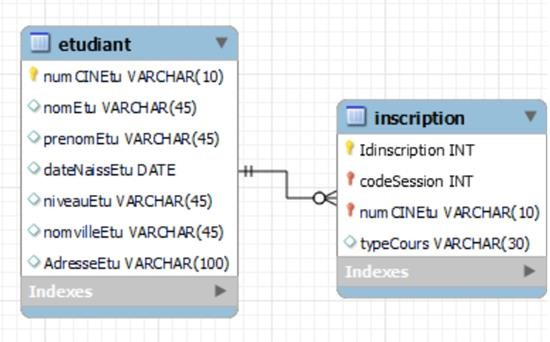 etudiant
numCINEtu VARCHAR(10)
nomEtu VARCHAR(45)
prenomEtu VARCHAR(45)
dateNaissEtu DATE
niveauEtu VARCHAR(45)
nomvilleEtu VARCHAR(45)
AdresseEtu VARCHAR(100)
Indexes
inscription
Idinscription INT
codeSession INT
numCINEtu VARCHAR(10)
typeCours VARCHAR(30)
Indexes